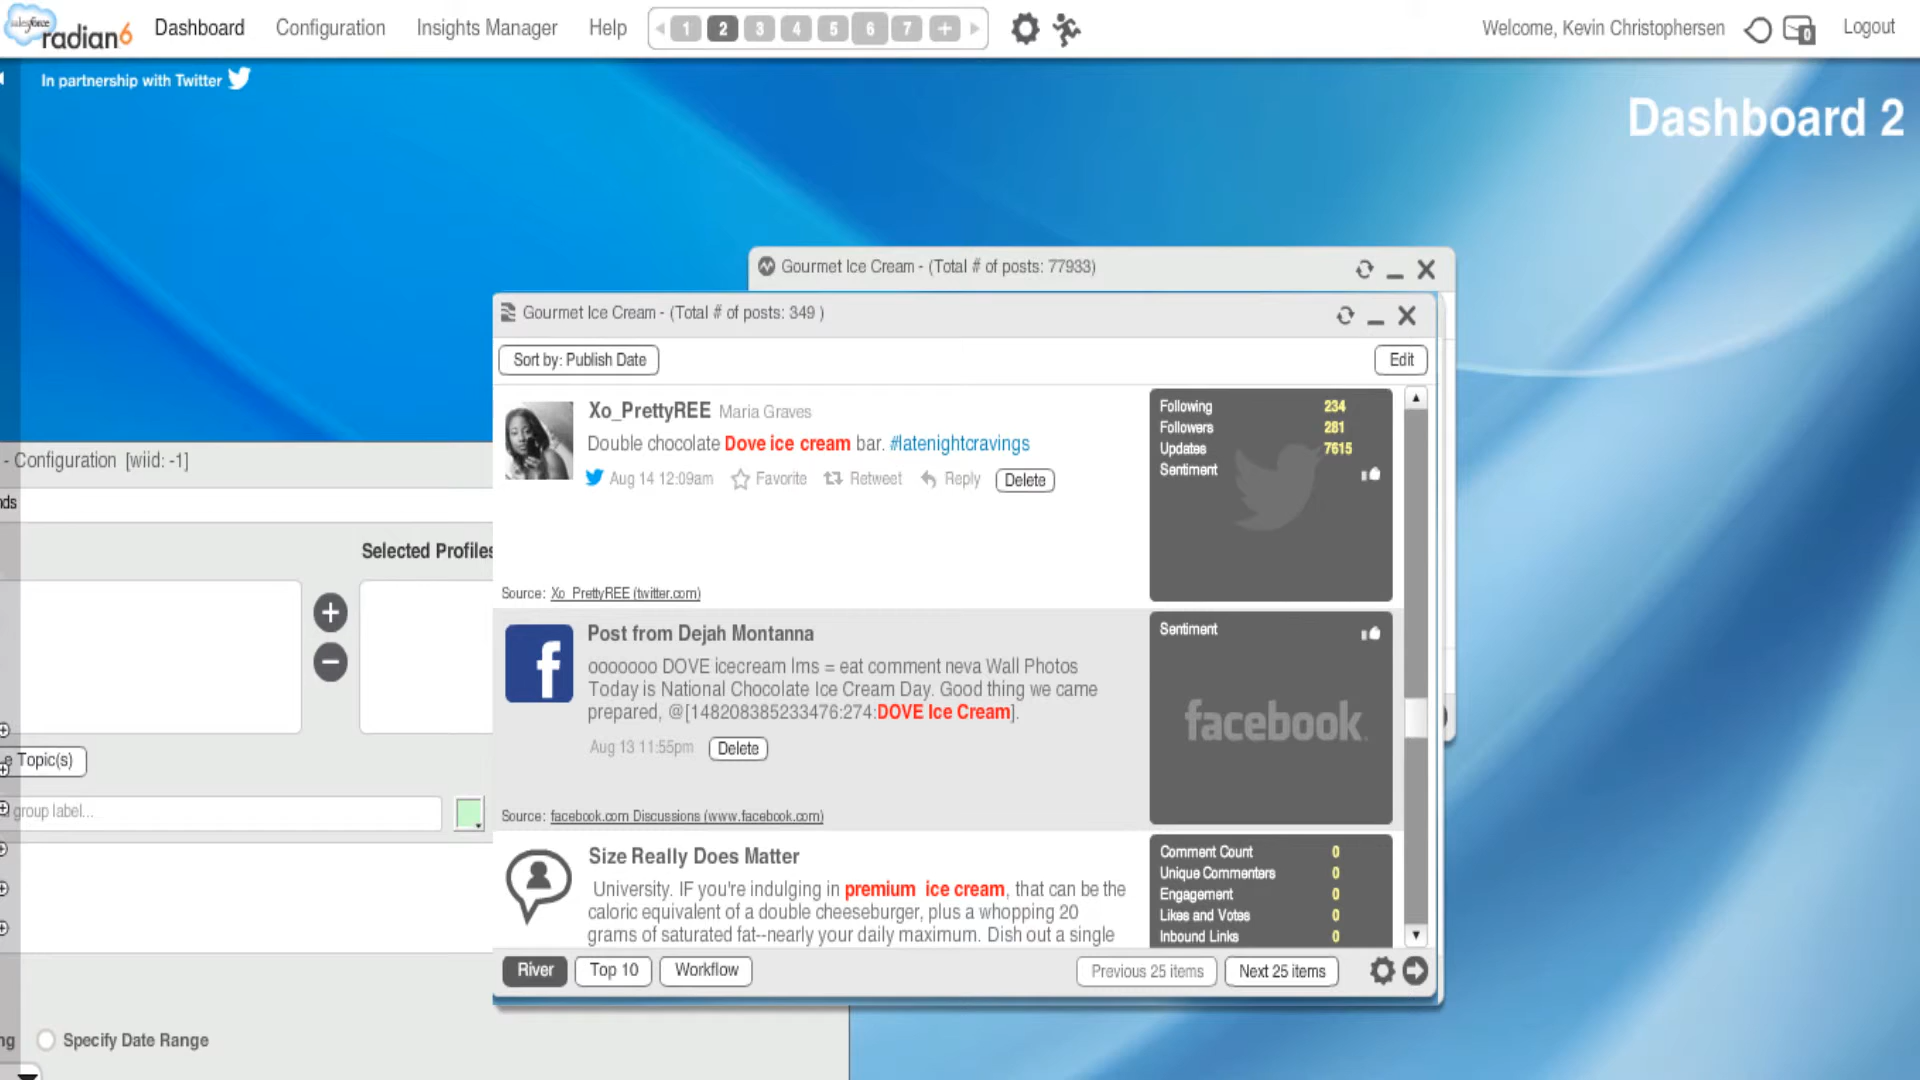 salesforce
radian6
Dashboard Configuration Insights Manager Help
1 2 3 4 5 6 7 +
Welcome, Kevin Christophersen 0 Logout
In partnership with Twitter
Dashboard 2
Gourmet Ice Cream - (Total # of posts: 77933)
Gourmet Ice Cream - (Total # of posts: 349 )
Sort by: Publish Date Edit
Xo_PrettyREE Maria Graves
Double chocolate Dove ice cream bar. #latenightcravings
Aug 14 12:09am Favorite Retweet Reply Delete
Source: Xo_PrettyREE (twitter.com)
Following 234
Followers 281
Updates 7615
Sentiment
Post from Dejah Montanna
ooooooo DOVE icecream lms = eat comment neva Wall Photos
Today is National Chocolate Ice Cream Day. Good thing we came
prepared, @[148208385233476:274:DOVE Ice Cream].
Aug 13 11:55pm Delete
Source: facebook.com Discussions (www.facebook.com)
Sentiment
facebook
Size Really Does Matter
University. IF you're indulging in premium ice cream, that can be the
caloric equivalent of a double cheeseburger, plus a whopping 20
grams of saturated fat--nearly your daily maximum. Dish out a single
Comment Count 0
Unique Commenters 0
Engagement 0
Likes and Votes 0
Inbound Links 0
River Top 10 Workflow Previous 25 items Next 25 items
- Configuration [wiid: -1]
nds
Selected Profiles
e Topic(s)
group label...
ng Specify Date Range